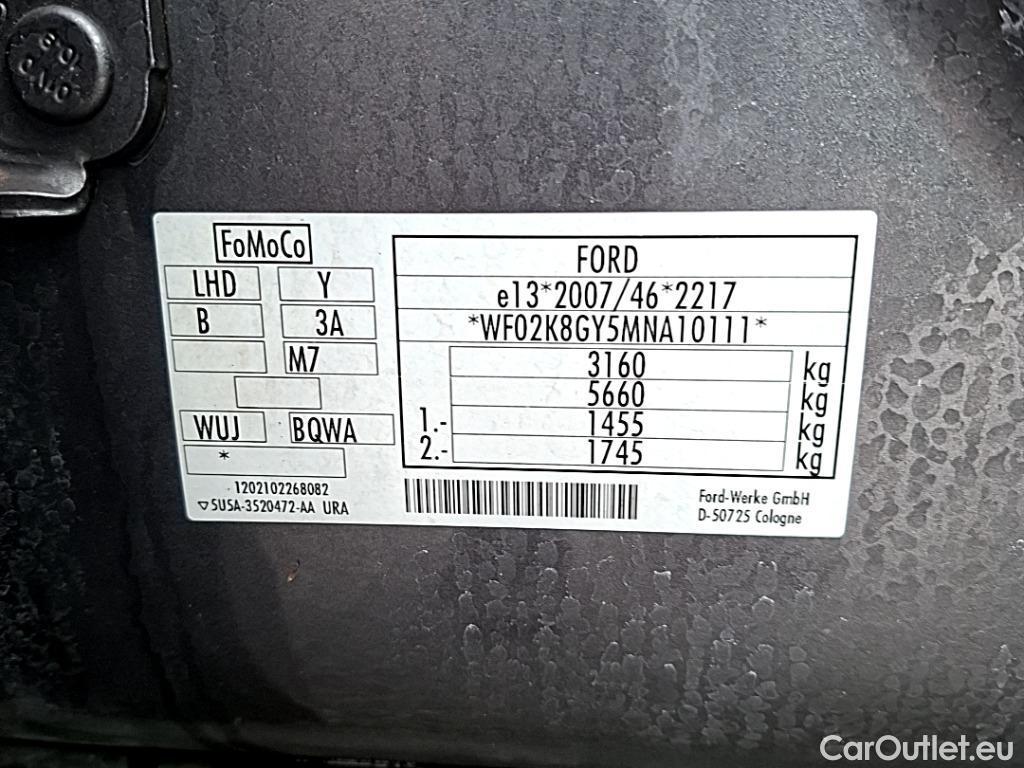 FoMoCo
LHD Y
B 3A
M7
WUJ BQWA
*
1202102268082
5U5A-3520472-AA URA
FORD
e13*2007/46*2217
*WF02K8GY5MNA10111*
3160 kg
5660 kg
1.- 1455 kg
2.- 1745 kg
Ford-Werke GmbH
D-50725 Cologne
CarOutlet.eu